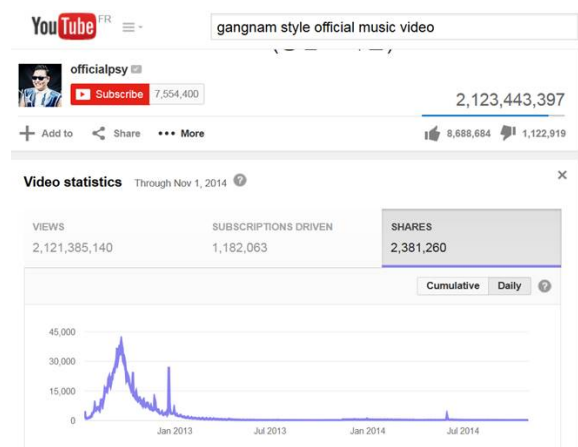 YouTube FR
gangnam style official music video
officialpsy
Subscribe 7,554,400
2,123,443,397
Add to Share More
8,688,684 1,122,919
Video statistics Through Nov 1, 2014 ?
VIEWS SUBSCRIPTIONS DRIVEN SHARES
2,121,385,140 1,182,063 2,381,260
Cumulative Daily ?
45,000
30,000
15,000
0
Jan 2013 Jul 2013 Jan 2014 Jul 2014